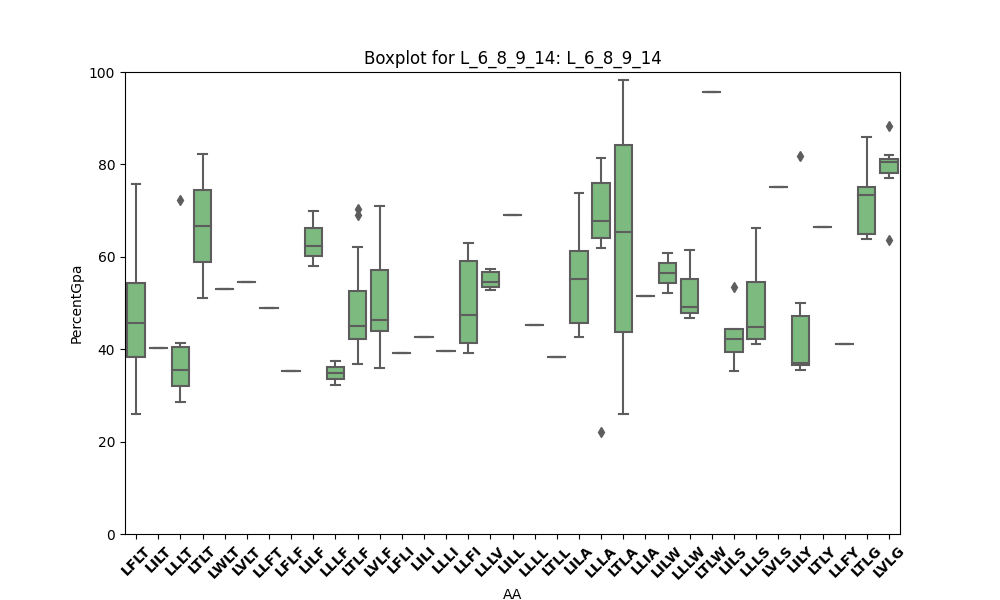 Boxplot for L_6_8_9_14: L_6_8_9_14
100
80
60
40
20
0
PercentGpa
LFLT LILT LLLT LTLT LWLT LVLT LLFT LFLF LILF LLLF LTLF LVLF LFLI LILI LLLI LLFI LLLV LILL LLLL LTLL LILA LLLA LTLA LLIA LILW LLLW LTLW LILS LLLS LVLS LILY LTLY LLFY LTLG LVLG
AA